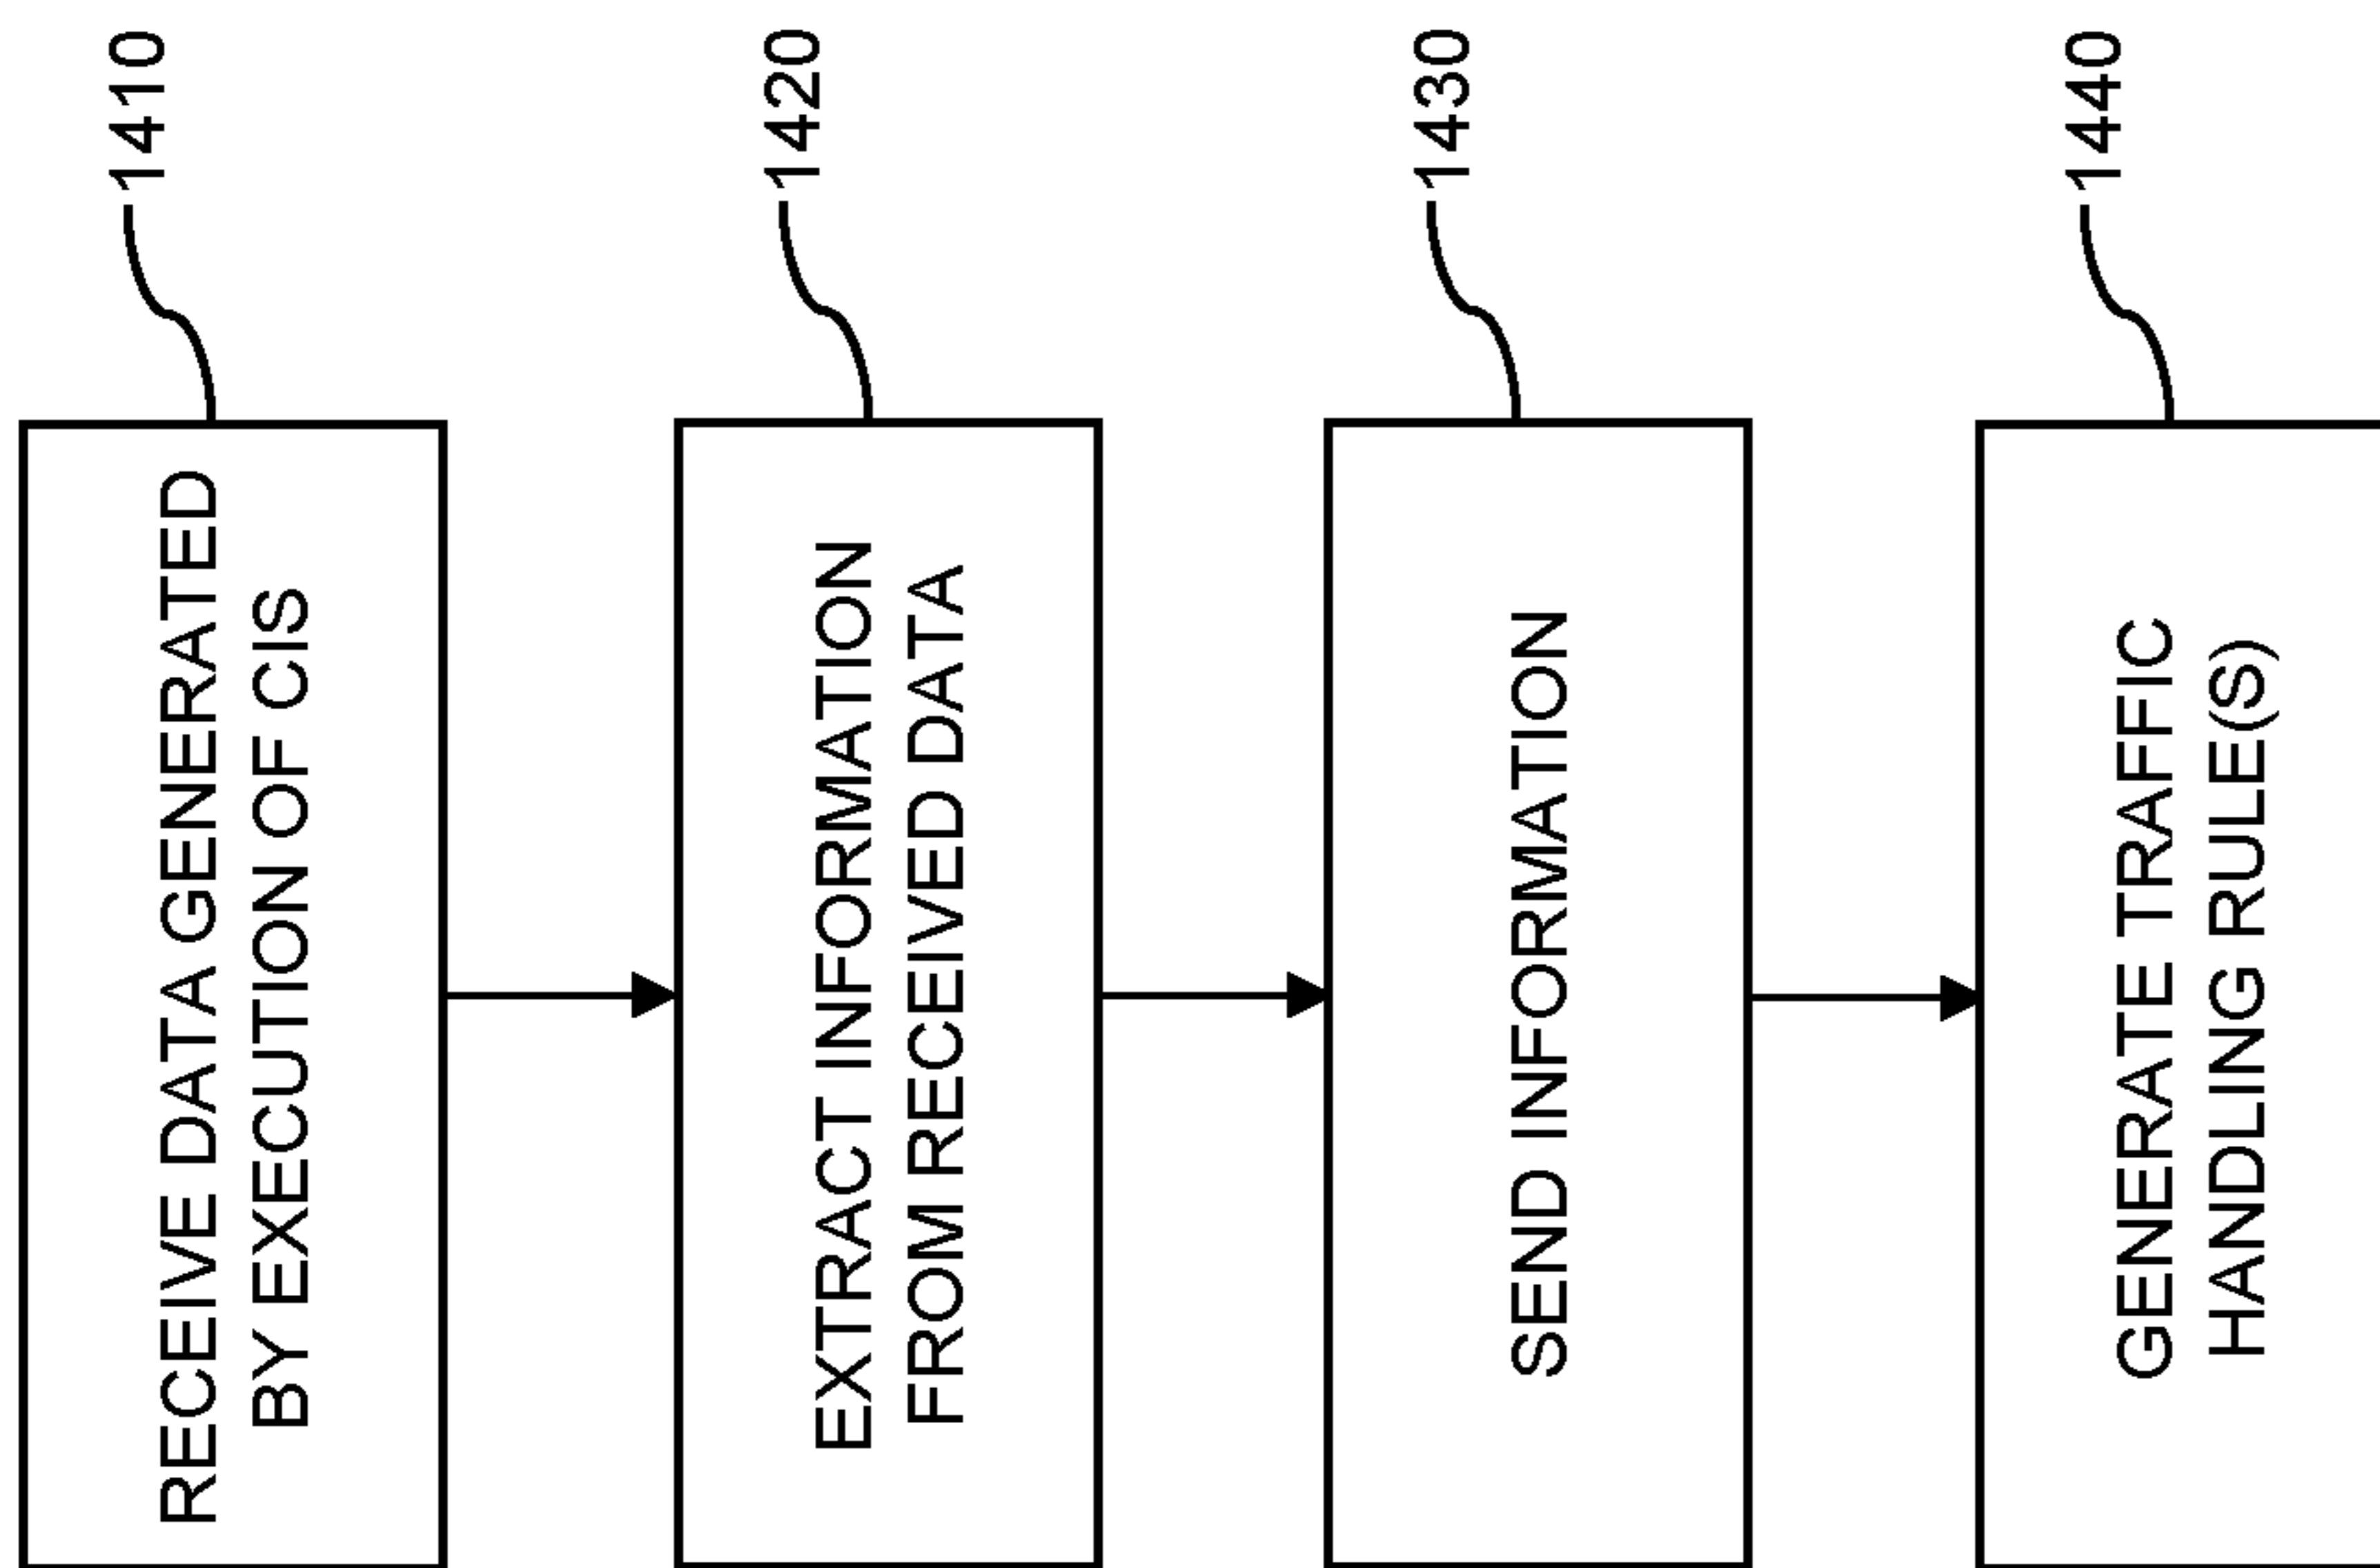 RECEIVE DATA GENERATED
BY EXECUTION OF CIS
1410
EXTRACT INFORMATION
FROM RECEIVED DATA
1420
SEND INFORMATION
1430
GENERATE TRAFFIC
HANDLING RULE(S)
1440